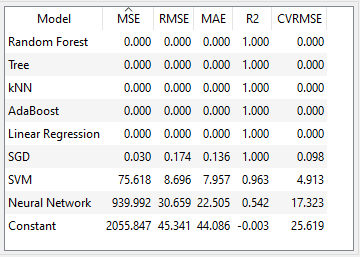 Model MSE RMSE MAE R2 CVRMSE
Random Forest 0.000 0.000 0.000 1.000 0.000
Tree 0.000 0.000 0.000 1.000 0.000
kNN 0.000 0.000 0.000 1.000 0.000
AdaBoost 0.000 0.000 0.000 1.000 0.000
Linear Regression 0.000 0.000 0.000 1.000 0.000
SGD 0.030 0.174 0.136 1.000 0.098
SVM 75.618 8.696 7.957 0.963 4.913
Neural Network 939.992 30.659 22.505 0.542 17.323
Constant 2055.847 45.341 44.086 -0.003 25.619